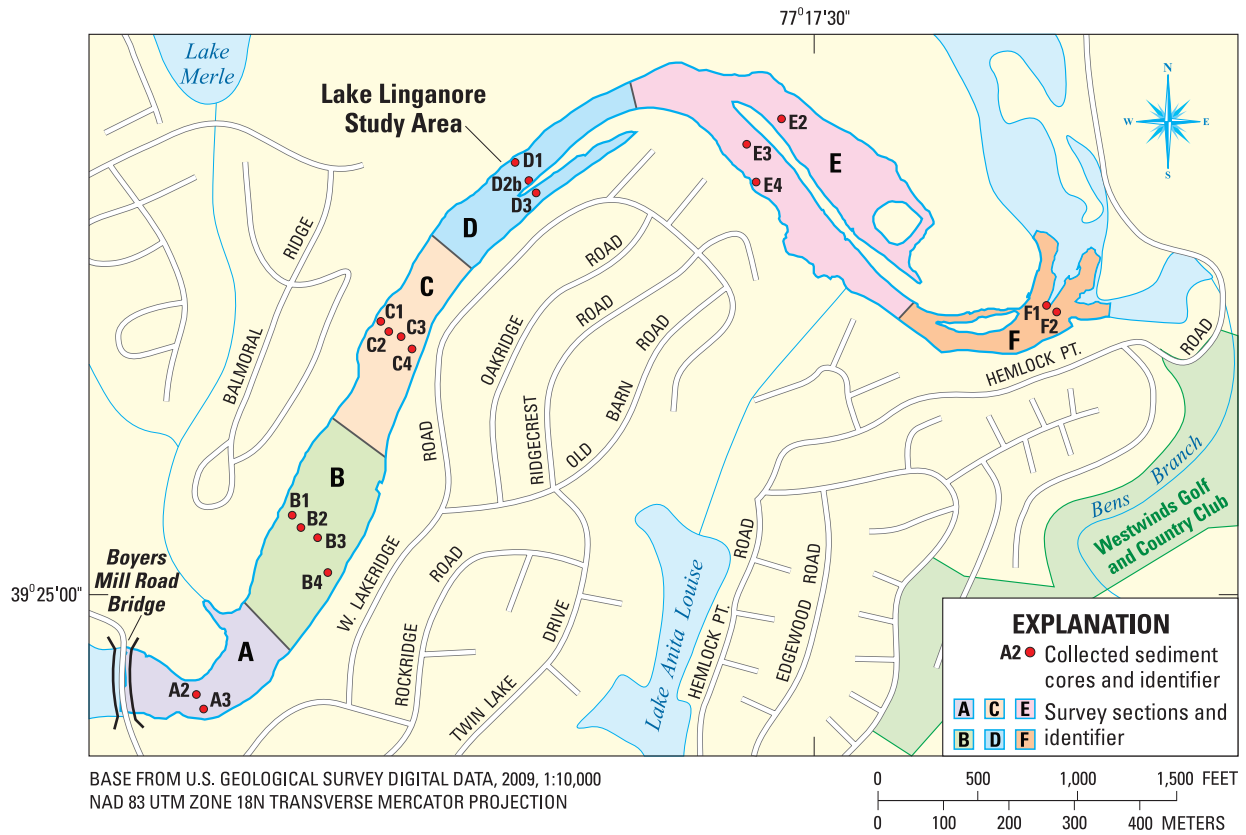 77⁰17'30"
Lake
Merle
Lake Linganore
Study Area
N
W
E
S
E2
E3
E
E4
D1
D2b
D3
D
C
C1
C2
C3
C4
RIDGE
BALMORAL
ROAD
ROAD
ROAD
OAKRIDGE
RIDGECREST
OLD
BARN
ROAD
F1
F2
F
HEMLOCK PT.
ROAD
B
B1
B2
B3
B4
Bens Branch
Westwinds Golf
and Country Club
Boyers
Mill Road
Bridge
39⁰25'00"
W. LAKERIDGE
ROAD
ROCKRIDGE
DRIVE
TWIN LAKE
Lake Anita Louise
ROAD
HEMLOCK PT.
EDGEWOOD
ROAD
A
A2
A3
EXPLANATION
A2 Collected sediment
cores and identifier
A C E Survey sections and
B D F identifier
BASE FROM U.S. GEOLOGICAL SURVEY DIGITAL DATA, 2009, 1:10,000
NAD 83 UTM ZONE 18N TRANSVERSE MERCATOR PROJECTION
0 500 1,000 1,500 FEET
0 100 200 300 400 METERS